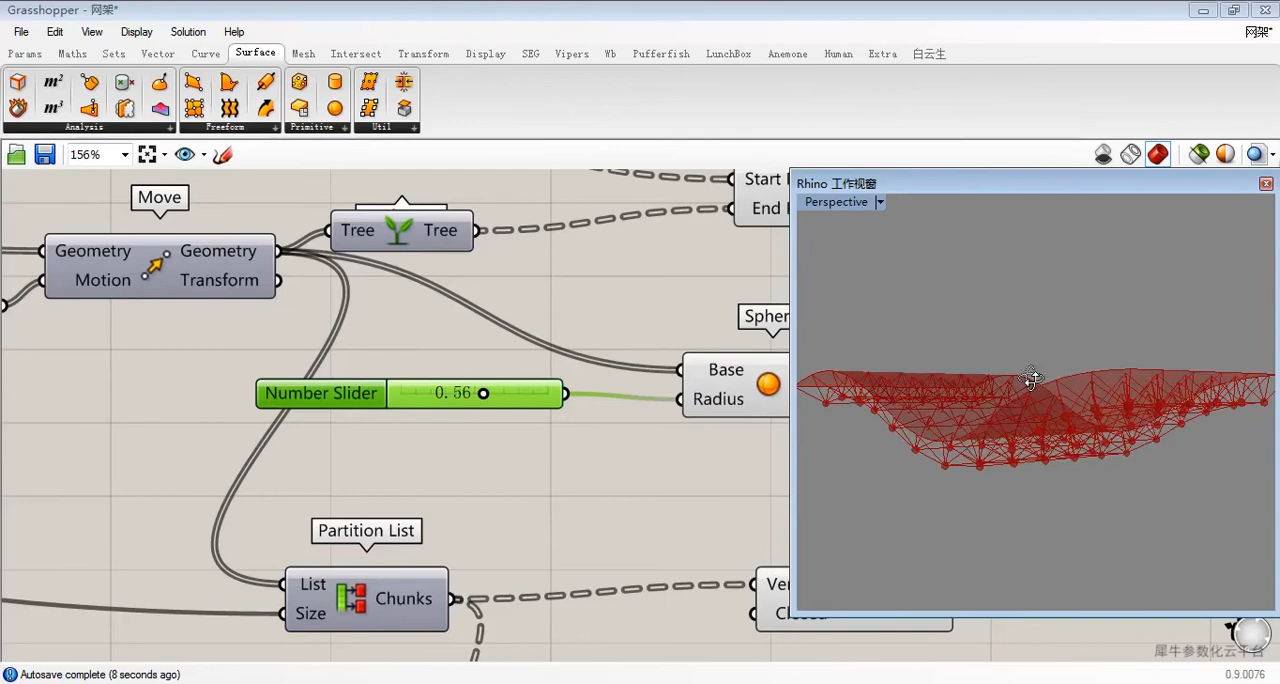 Grasshopper - 网架*
File Edit View Display Solution Help
网架*
Params Maths Sets Vector Curve Surface Mesh Intersect Transform Display SEG Vipers Wb Pufferfish LunchBox Anemone Human Extra 白云生
m²
m³
Analysis Freeform Primitive Util
156%
Rhino 工作视窗
Perspective
Move
Geometry Geometry
Motion Transform
Tree Tree
Start
End
Number Slider 0.56
Base
Radius
Partition List
List Chunks
Size
犀牛参数化云平台
Autosave complete (8 seconds ago)
0.9.0076